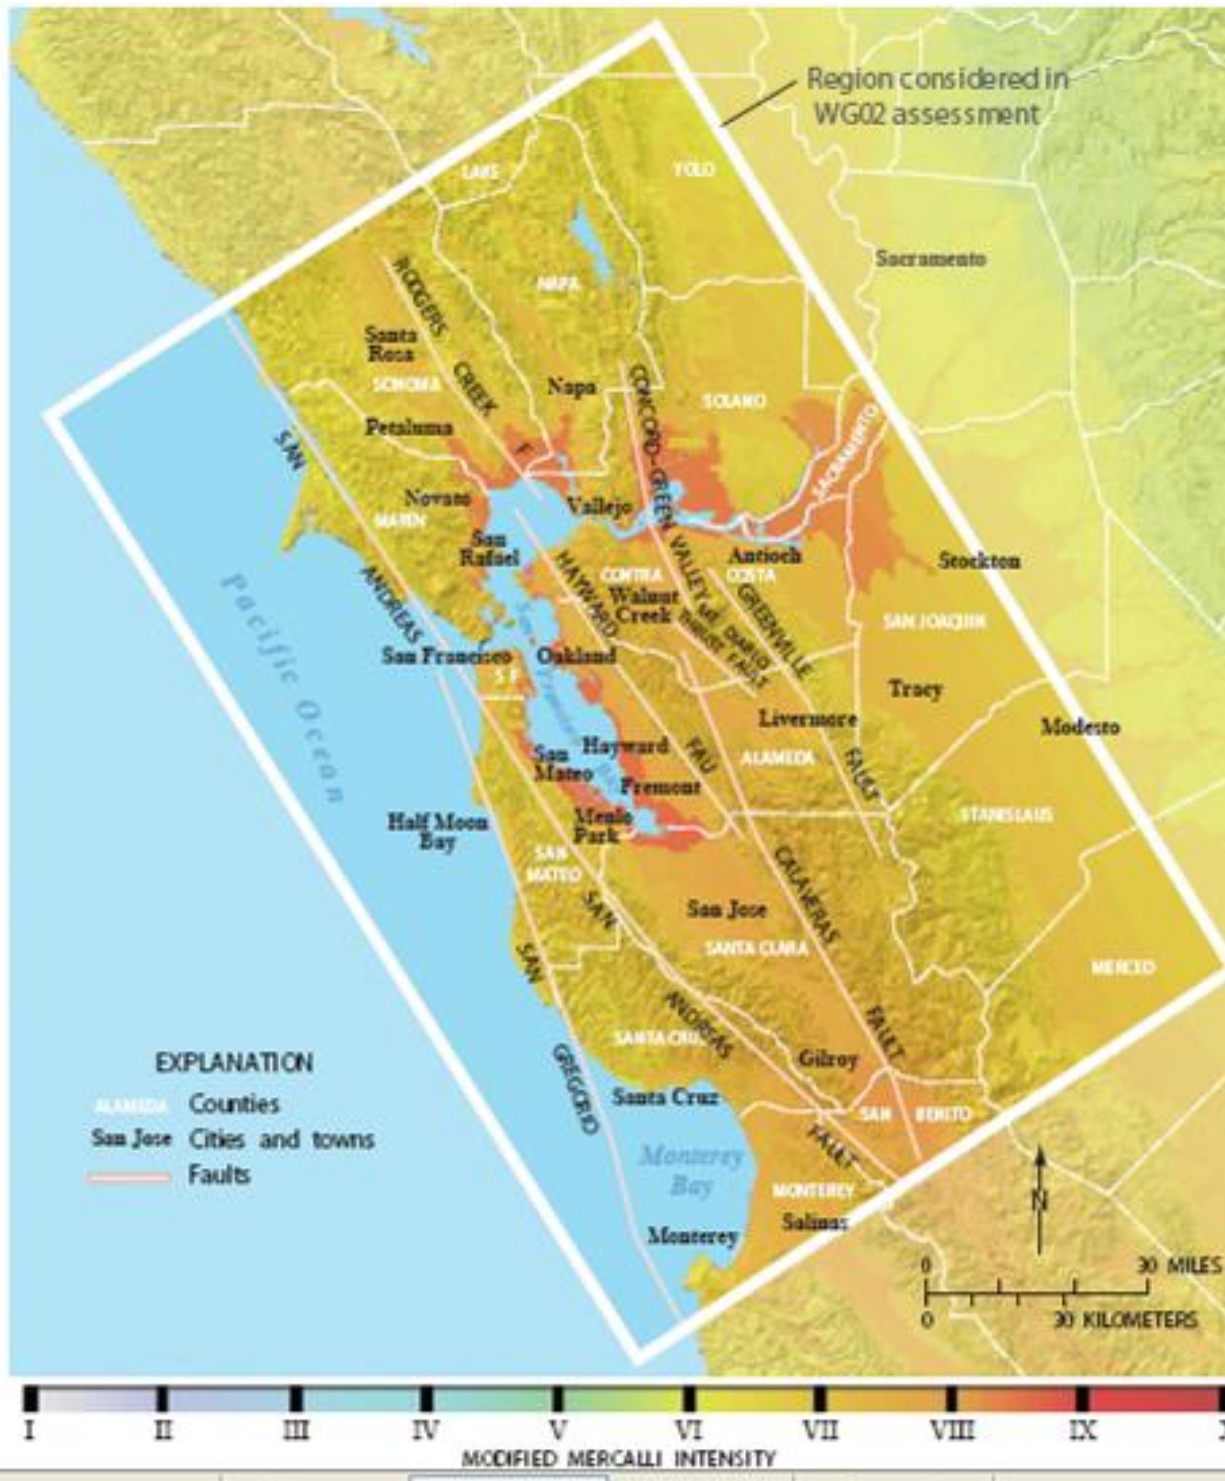 Region considered in
WG02 assessment
LAKE
YOLO
Sacramento
RODGERS
NAPA
Santa
Rosa
SONOMA
CREEK
Napa
CONCORD-GREEN
SOLANO
SACRAMENTO
Petaluma
F
SAN
Novato
Vallejo
MARIN
San
Rafael
Antioch
Stockton
HAYWARD
CONTRA
COSTA
VALLEY
Walnut
Creek
MT. DIABLO
THRUST FAULT
GREENVILLE
ANDREAS
SAN JOAQUIN
San Francisco
Oakland
S F
Tracy
Pacific Ocean
Livermore
Modesto
San
Mateo
Hayward
FAU
ALAMEDA
FAULT
Fremont
Half Moon
Bay
Menlo
Park
STANISLAUS
SAN
MATEO
CALAVERAS
SAN
San Jose
SANTA CLARA
SAN
MERCED
ANDREAS
FAULT
SANTA CRUZ
Gilroy
GREGORIO
Santa Cruz
SAN BENITO
FAULT
Monterey
Bay
MONTEREY
Salinas
Monterey
EXPLANATION
ALAMEDA Counties
San Jose Cities and towns
Faults
N
0 30 MILES
0 30 KILOMETERS
I II III IV V VI VII VIII IX
MODIFIED MERCALLI INTENSITY